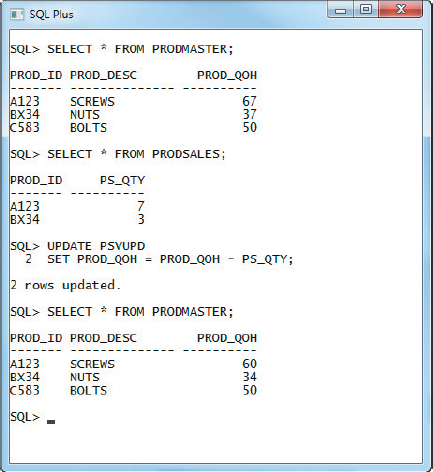 SQL Plus
SQL> SELECT * FROM PRODMASTER;
PROD_ID PROD_DESC PROD_QOH
------- -------------- ----------
A123 SCREWS 67
BX34 NUTS 37
C583 BOLTS 50
SQL> SELECT * FROM PRODSALES;
PROD_ID PS_QTY
------- ----------
A123 7
BX34 3
SQL> UPDATE PSVUPD
2 SET PROD_QOH = PROD_QOH - PS_QTY;
2 rows updated.
SQL> SELECT * FROM PRODMASTER;
PROD_ID PROD_DESC PROD_QOH
------- -------------- ----------
A123 SCREWS 60
BX34 NUTS 34
C583 BOLTS 50
SQL> _